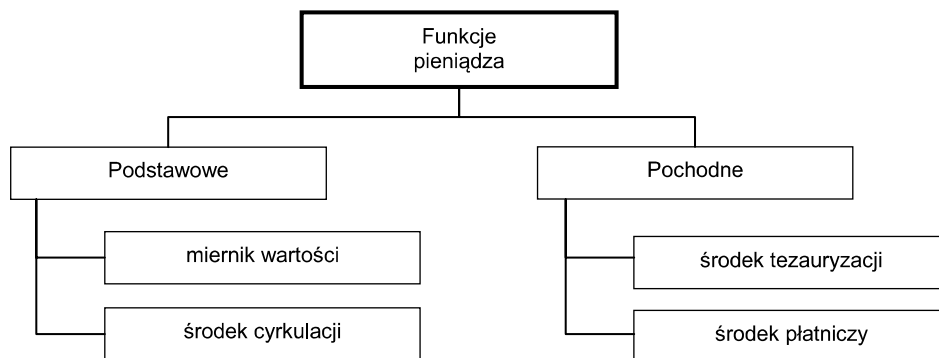 Funkcje
pieniądza
Podstawowe
Pochodne
miernik wartości
środek tezauryzacji
środek cyrkulacji
środek płatniczy